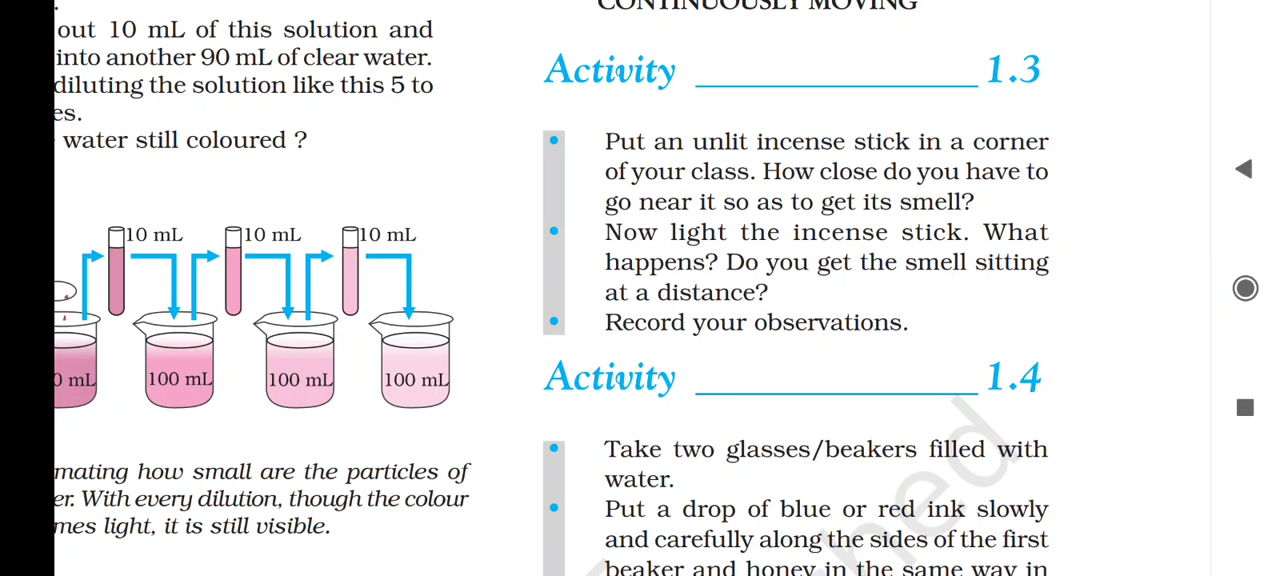 out 10 mL of this solution and
into another 90 mL of clear water.
diluting the solution like this 5 to
es.
water still coloured ?
10 mL 10 mL 10 mL
0 mL 100 mL 100 mL 100 mL
mating how small are the particles of
er. With every dilution, though the colour
mes light, it is still visible.
CONTINUOUSLY MOVING
Activity 1.3
• Put an unlit incense stick in a corner
of your class. How close do you have to
go near it so as to get its smell?
• Now light the incense stick. What
happens? Do you get the smell sitting
at a distance?
• Record your observations.
Activity 1.4
• Take two glasses/beakers filled with
water.
• Put a drop of blue or red ink slowly
and carefully along the sides of the first
beaker and honey in the same way in